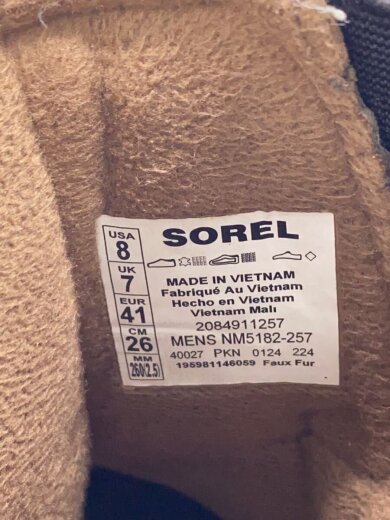 SOREL
USA
8
UK
7
EUR
41
CM
26
MM
260(2.5)
MADE IN VIETNAM
Fabriqué Au Vietnam
Hecho en Vietnam
Vietnam Malı
2084911257
MENS NM5182-257
40027 PKN 0124 224
195981146059 Faux Fur